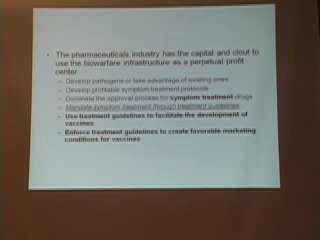 • The pharmaceuticals industry has the capital and clout to
use the biowarfare infrastructure as a perpetual profit
center
– Develop pathogens or take advantage of existing ones
– Develop profitable symptom treatment protocols
– Dominate the approval process for symptom treatment drugs
– Mandate symptom treatment through treatment guidelines
– Use treatment guidelines to facilitate the development of
vaccines
– Enforce treatment guidelines to create favorable marketing
conditions for vaccines